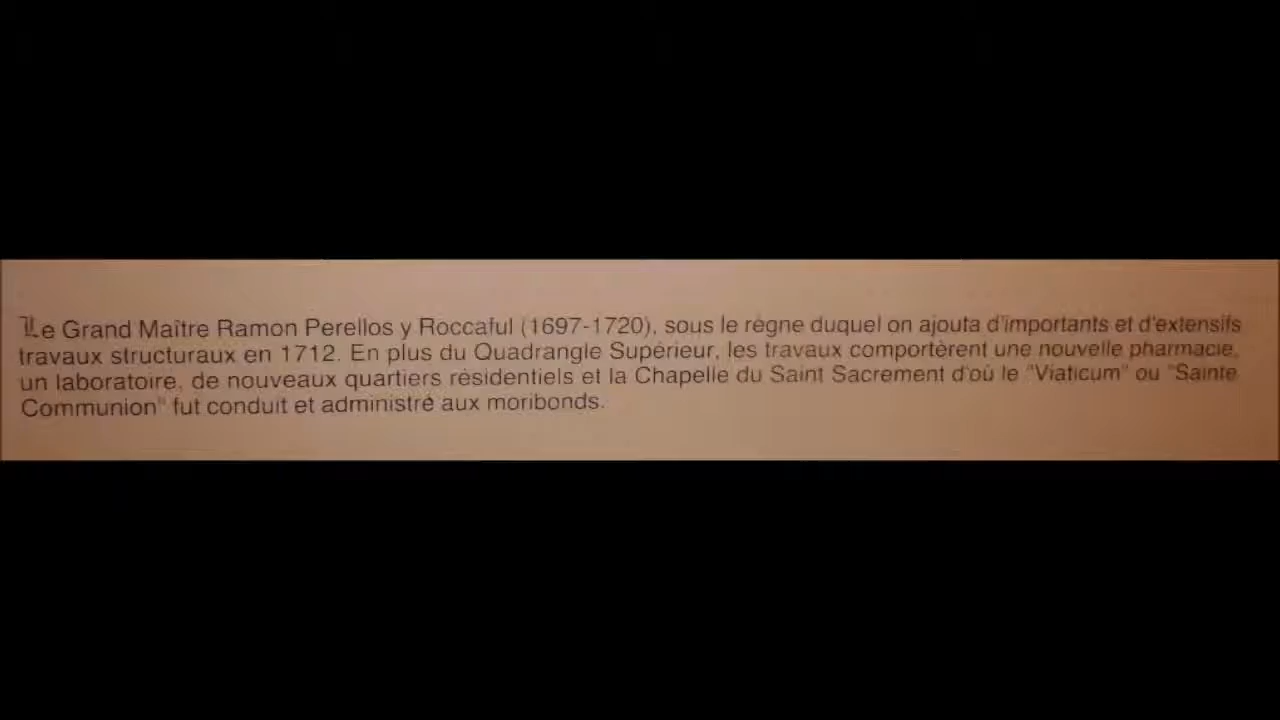 Le Grand Maître Ramon Perellos y Roccaful (1697-1720), sous le règne duquel on ajouta d'importants et d'extensifs
travaux structuraux en 1712. En plus du Quadrangle Supérieur, les travaux comportèrent une nouvelle pharmacie,
un laboratoire, de nouveaux quartiers résidentiels et la Chapelle du Saint Sacrement d'où le "Viaticum" ou "Sainte
Communion" fut conduit et administré aux moribonds.